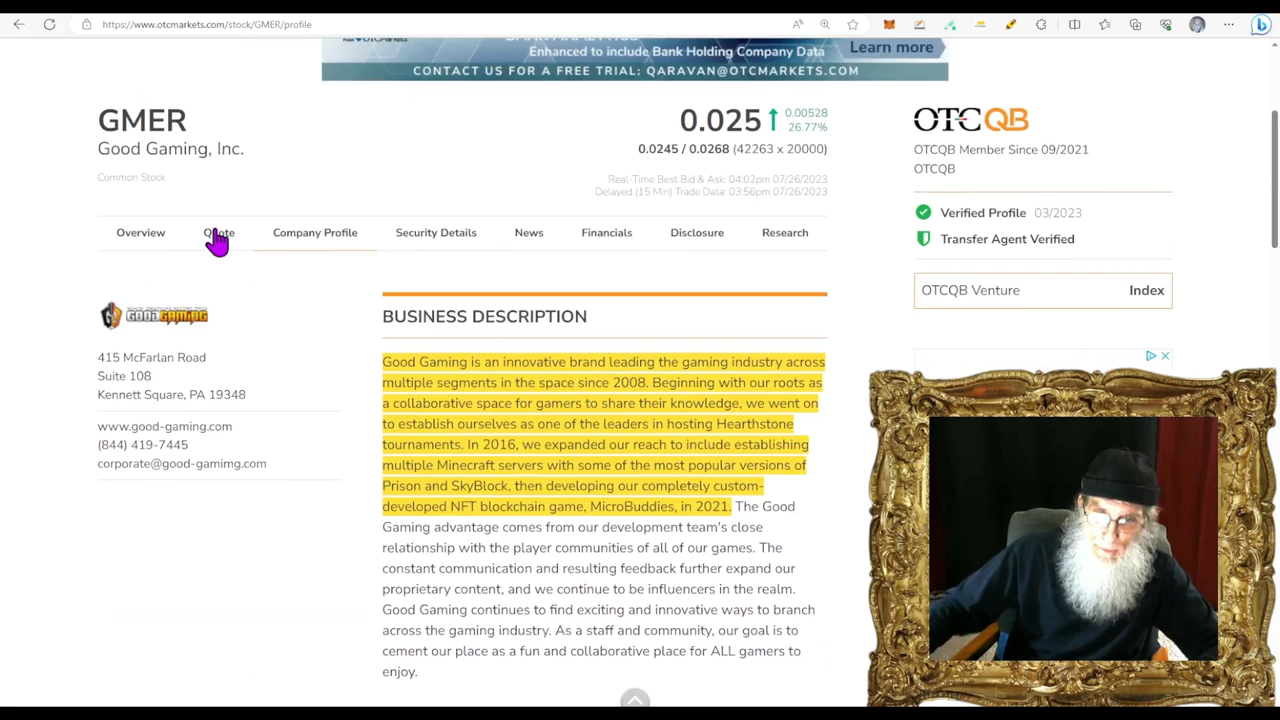 https://www.otcmarkets.com/stock/GMER/profile
Enhanced to include Bank Holding Company Data
Learn more
CONTACT US FOR A FREE TRIAL: QARAVAN@OTCMARKETS.COM
GMER
Good Gaming, Inc.
Common Stock
0.025
0.00528
26.77%
0.0245 / 0.0268 (42263 x 20000)
Real-Time Best Bid & Ask: 04:02pm 07/26/2023
Delayed (15 Min) Trade Data: 03:56pm 07/26/2023
OTCQB
OTCQB Member Since 09/2021
OTCQB
Verified Profile 03/2023
Transfer Agent Verified
OTCQB Venture Index
Overview Quote Company Profile Security Details News Financials Disclosure Research
GOODGAMING
415 McFarlan Road
Suite 108
Kennett Square, PA 19348
www.good-gaming.com
(844) 419-7445
corporate@good-gamimg.com
BUSINESS DESCRIPTION
Good Gaming is an innovative brand leading the gaming industry across
multiple segments in the space since 2008. Beginning with our roots as
a collaborative space for gamers to share their knowledge, we went on
to establish ourselves as one of the leaders in hosting Hearthstone
tournaments. In 2016, we expanded our reach to include establishing
multiple Minecraft servers with some of the most popular versions of
Prison and SkyBlock, then developing our completely custom-
developed NFT blockchain game, MicroBuddies, in 2021. The Good
Gaming advantage comes from our development team's close
relationship with the player communities of all of our games. The
constant communication and resulting feedback further expand our
proprietary content, and we continue to be influencers in the realm.
Good Gaming continues to find exciting and innovative ways to branch
across the gaming industry. As a staff and community, our goal is to
cement our place as a fun and collaborative place for ALL gamers to
enjoy.